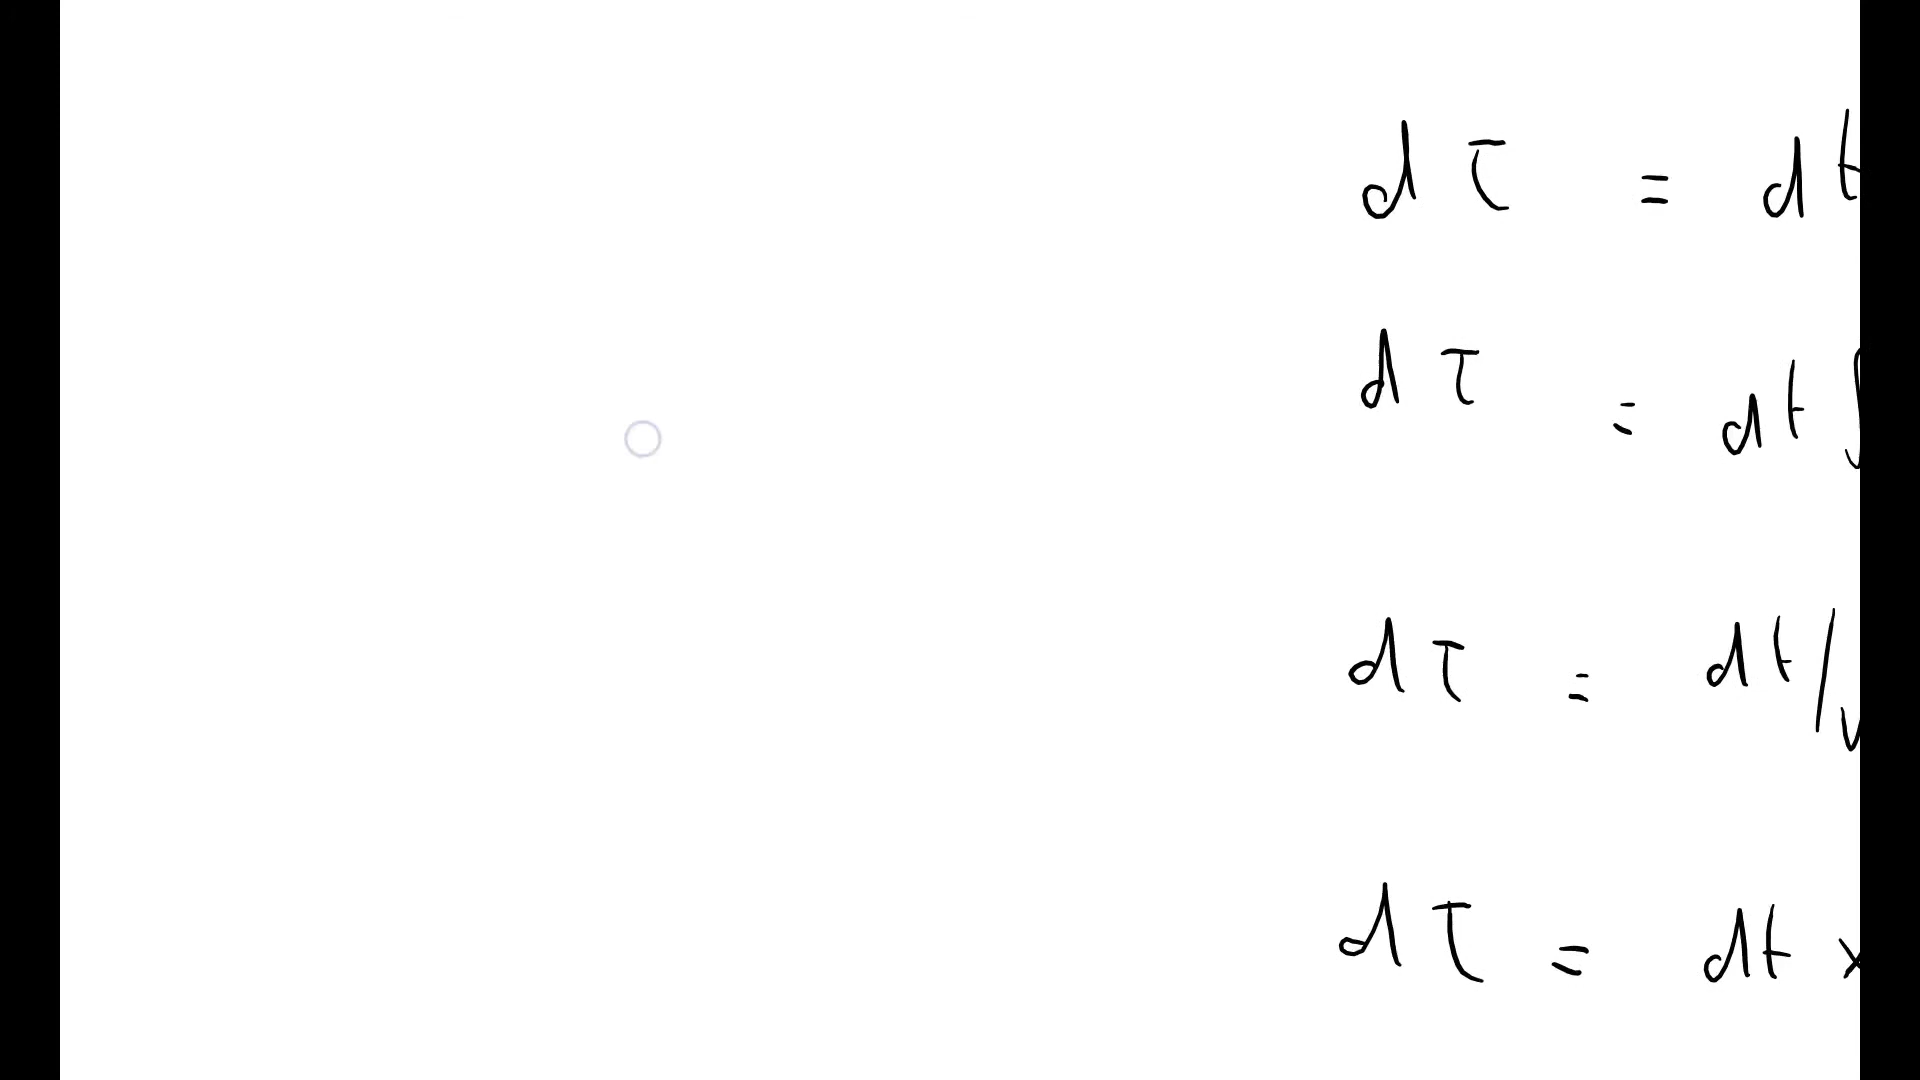 dτ = dt
dτ = dt
dτ = dt/
dτ = dt ×